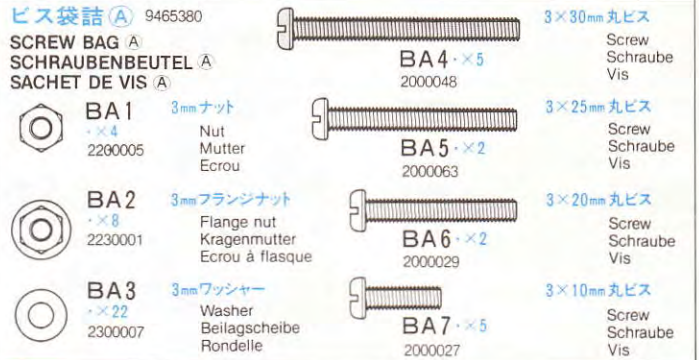 ビス袋詰Ⓐ 9465380
SCREW BAG Ⓐ
SCHRAUBENBEUTEL Ⓐ
SACHET DE VIS Ⓐ
BA1 3mmナット
・×4
2200005
Nut
Mutter
Ecrou
BA2 3mmフランジナット
・×8
2230001
Flange nut
Kragenmutter
Ecrou à flasque
BA3 3mmワッシャー
・×22
2300007
Washer
Beilagscheibe
Rondelle
3×30mm丸ビス
BA4・×5
2000048
Screw
Schraube
Vis
3×25mm丸ビス
BA5・×2
2000063
Screw
Schraube
Vis
3×20mm丸ビス
BA6・×2
2000029
Screw
Schraube
Vis
3×10mm丸ビス
BA7・×5
2000027
Screw
Schraube
Vis